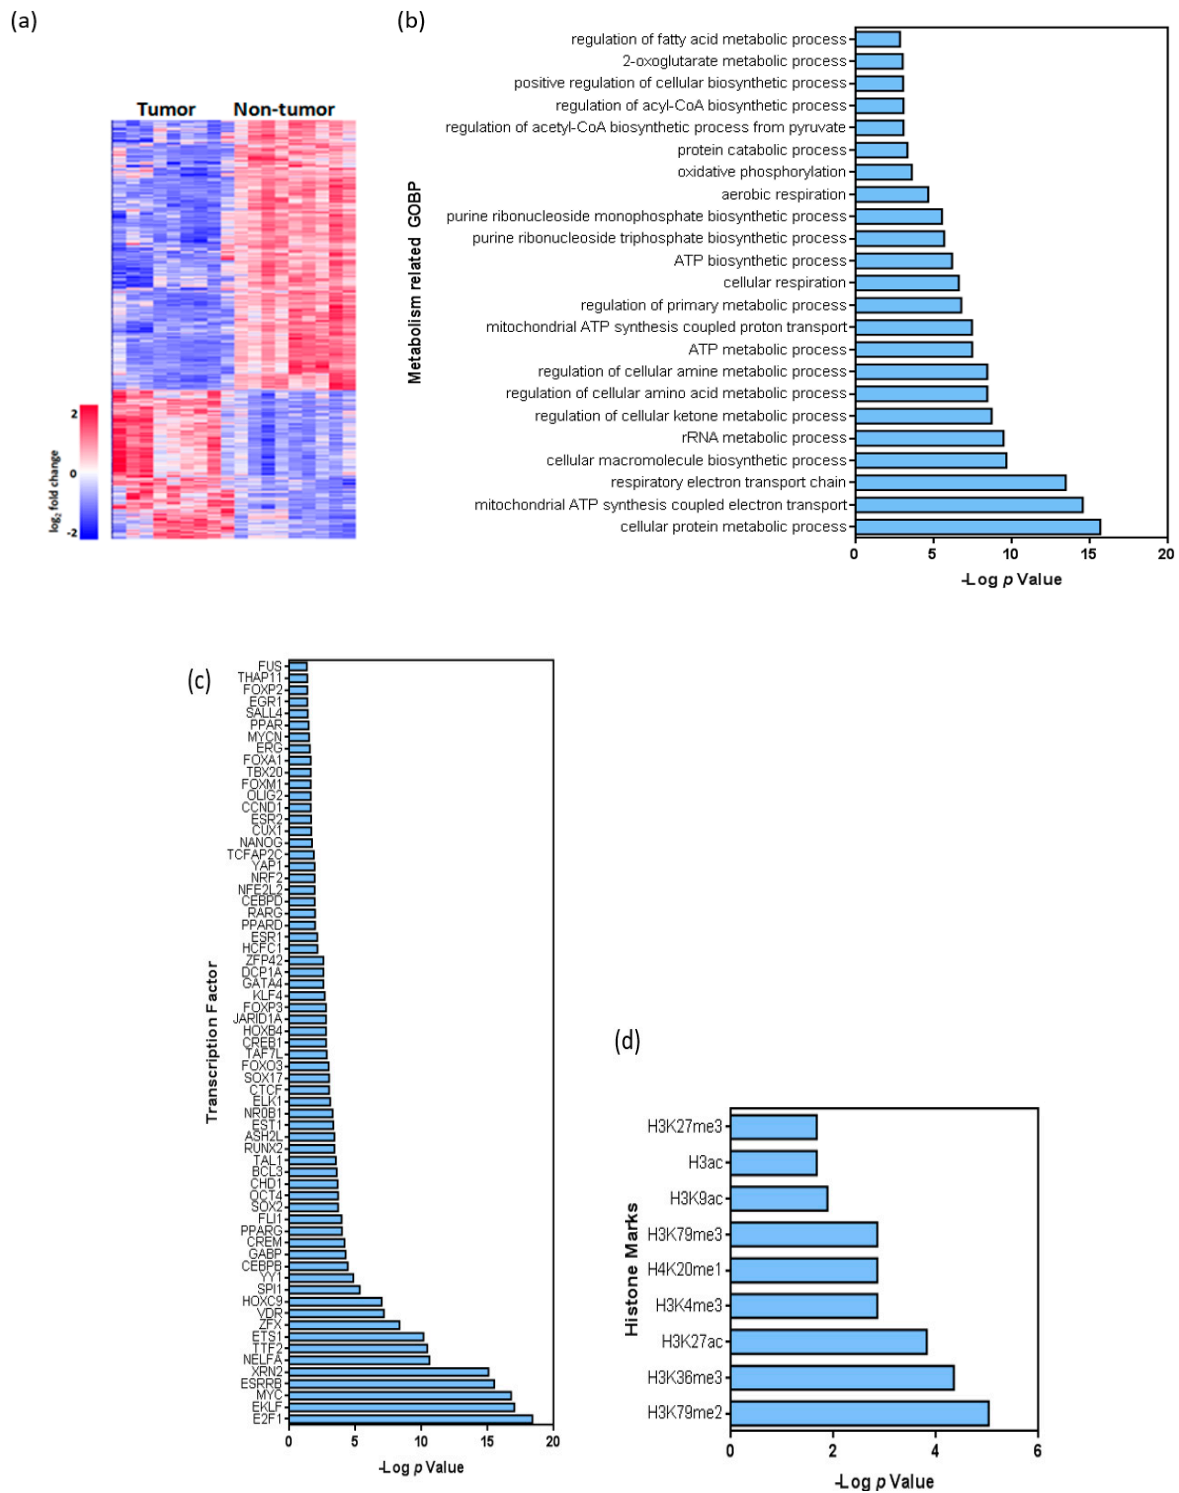 (a)
Tumor Non-tumor
2
0
-2
log2 fold change
(b)
Metabolism related GOBP
regulation of fatty acid metabolic process
2-oxoglutarate metabolic process
positive regulation of cellular biosynthetic process
regulation of acyl-CoA biosynthetic process
regulation of acetyl-CoA biosynthetic process from pyruvate
protein catabolic process
oxidative phosphorylation
aerobic respiration
purine ribonucleoside monophosphate biosynthetic process
purine ribonucleoside triphosphate biosynthetic process
ATP biosynthetic process
cellular respiration
regulation of primary metabolic process
mitochondrial ATP synthesis coupled proton transport
ATP metabolic process
regulation of cellular amine metabolic process
regulation of cellular amino acid metabolic process
regulation of cellular ketone metabolic process
rRNA metabolic process
cellular macromolecule biosynthetic process
respiratory electron transport chain
mitochondrial ATP synthesis coupled electron transport
cellular protein metabolic process
0 5 10 15 20
-Log p Value
(c)
Transcription Factor
FUS
THAP11
FOXP2
EGR1
SALL4
PPAR
MYCN
ERG
FOXA1
TBX20
FOXM1
OLIG2
CCND1
ESR2
CUX1
NANOG
TCFAP2C
YAP1
NRF2
NFE2L2
CEBPD
RARG
PPARD
ESR1
HCFC1
ZFP42
DCP1A
GATA4
KLF4
FOXP3
JARID1A
HOXB4
CREB1
TAF7L
FOXO3
SOX17
CTCF
ELK1
NR0B1
EST1
ASH2L
RUNX2
TAL1
BCL3
CHD1
OCT4
SOX2
FLI1
PPARG
CREM
GABP
CEBPB
YY1
SPI1
HOXC9
VDR
ZFX
ETS1
TTF2
NELFA
XRN2
ESRRB
MYC
EKLF
E2F1
0 5 10 15 20
-Log p Value
(d)
Histone Marks
H3K27me3
H3ac
H3K9ac
H3K79me3
H4K20me1
H3K4me3
H3K27ac
H3K36me3
H3K79me2
0 2 4 6
-Log p Value